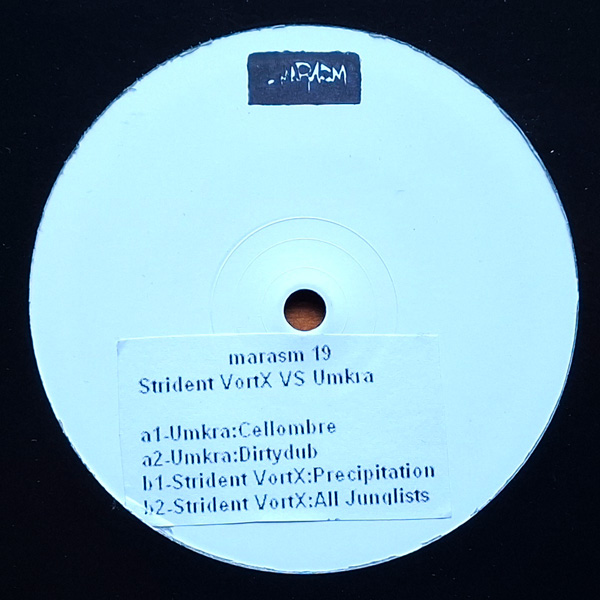 MARASM
marasm 19
Strident VortX VS Umkra
a1-Umkra:Cellombre
a2-Umkra:Dirtydub
b1-Strident VortX:Precipitation
b2-Strident VortX:All Junglists